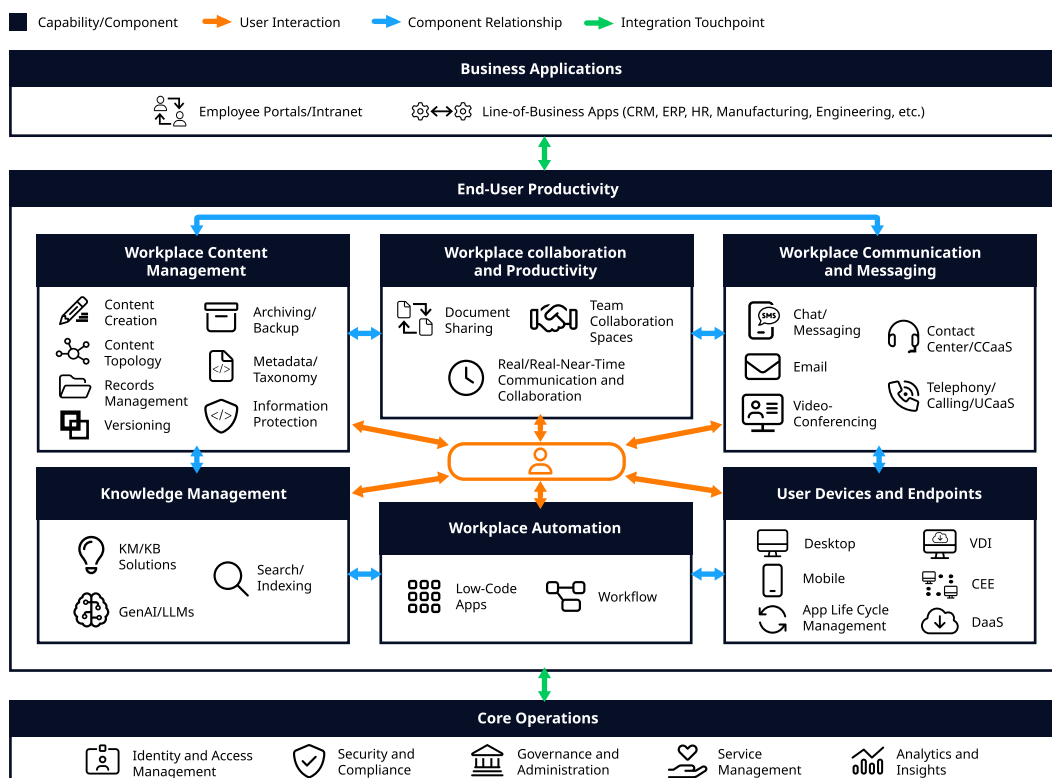 Capability/Component
User Interaction
Component Relationship
Integration Touchpoint
Business Applications
Employee Portals/Intranet
Line-of-Business Apps (CRM, ERP, HR, Manufacturing, Engineering, etc.)
End-User Productivity
Workplace Content
Management
Content
Creation
Content
Topology
Records
Management
Versioning
Archiving/
Backup
Metadata/
Taxonomy
Information
Protection
Workplace collaboration
and Productivity
Document
Sharing
Team
Collaboration
Spaces
Real/Real-Near-Time
Communication and
Collaboration
Workplace Communication
and Messaging
SMS
Chat/
Messaging
Email
Video-
Conferencing
Contact
Center/CCaaS
Telephony/
Calling/UCaaS
Knowledge Management
KM/KB
Solutions
GenAI/LLMs
Search/
Indexing
Workplace Automation
Low-Code
Apps
Workflow
User Devices and Endpoints
Desktop
Mobile
App Life Cycle
Management
VDI
CEE
DaaS
Core Operations
Identity and Access
Management
Security and
Compliance
Governance and
Administration
Service
Management
Analytics and
Insights